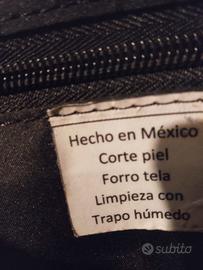 Hecho en México
Corte piel
Forro tela
Limpieza con
Trapo húmedo
subito